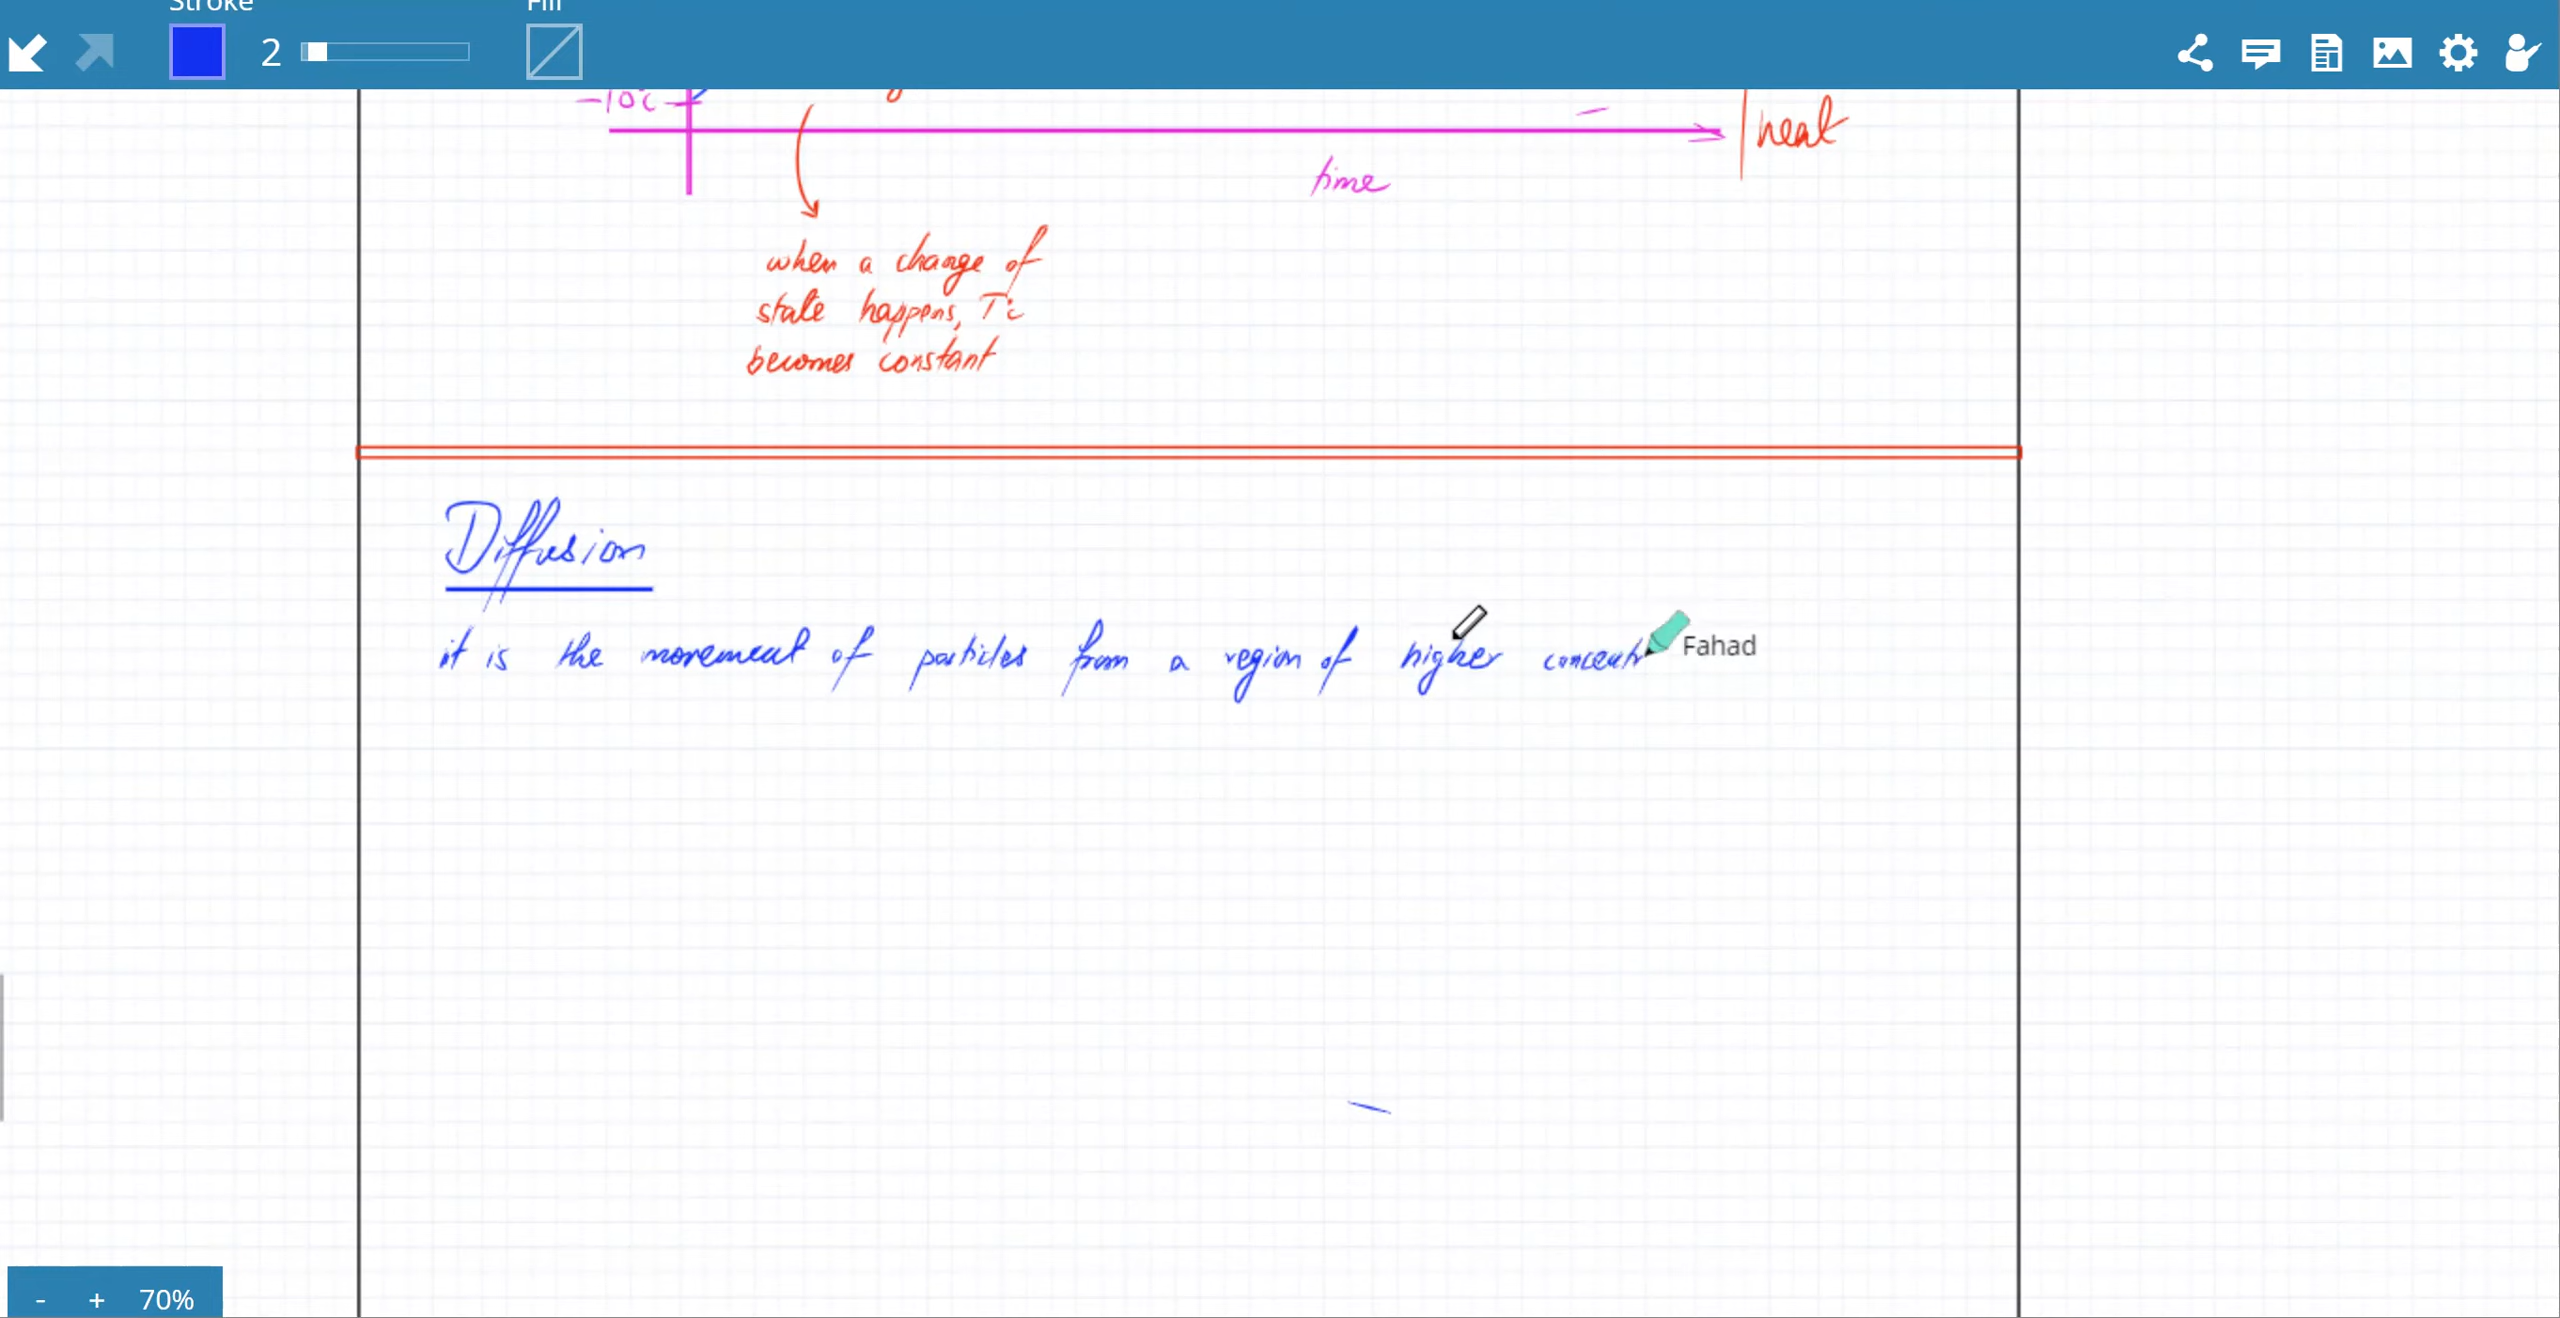 Stroke
Fill
2
-10c
heat
time
when a change of
state happens, T°c
becomes constant
Diffusion
it is the movement of particles from a region of higher concentr
Fahad
- + 70%